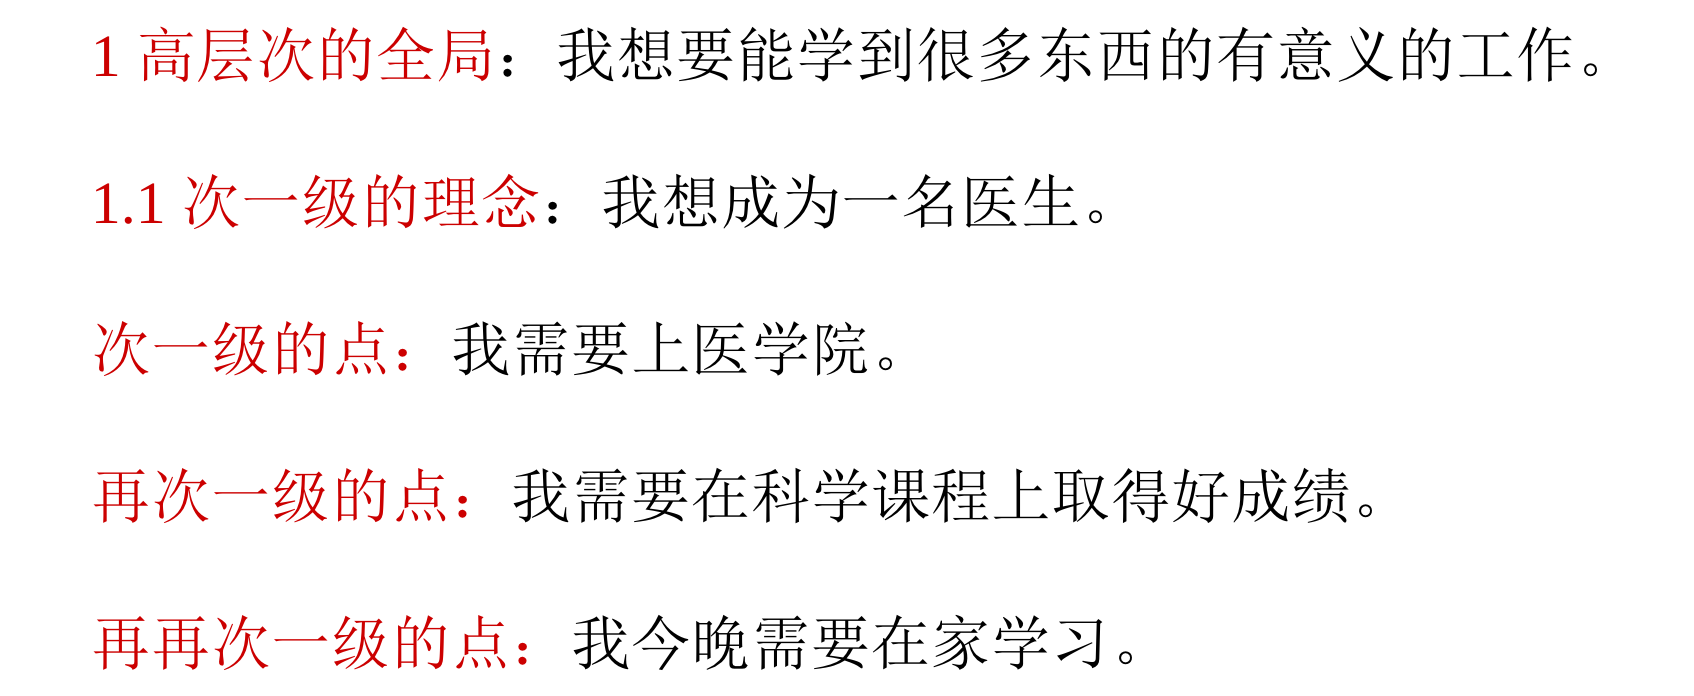 1 高层次的全局：我想要能学到很多东西的有意义的工作。
1.1 次一级的理念：我想成为一名医生。
次一级的点：我需要上医学院。
再次一级的点：我需要在科学课程上取得好成绩。
再再次一级的点：我今晚需要在家学习。